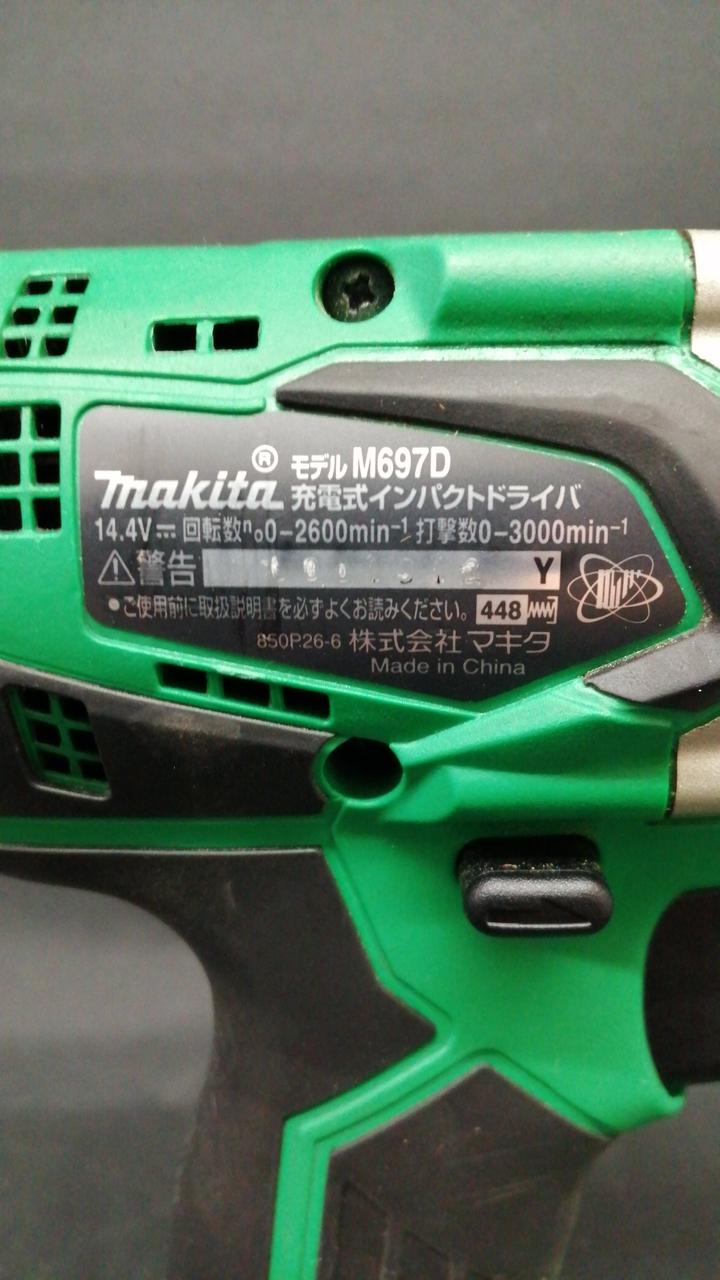 makita® モデル M697D
充電式インパクトドライバ
14.4V⎓ 回転数n₀0-2600min⁻¹ 打撃数0-3000min⁻¹
⚠警告 Y
●ご使用前に取扱説明書を必ずよくお読みください。 448
850P26-6 株式会社マキタ
Made in China